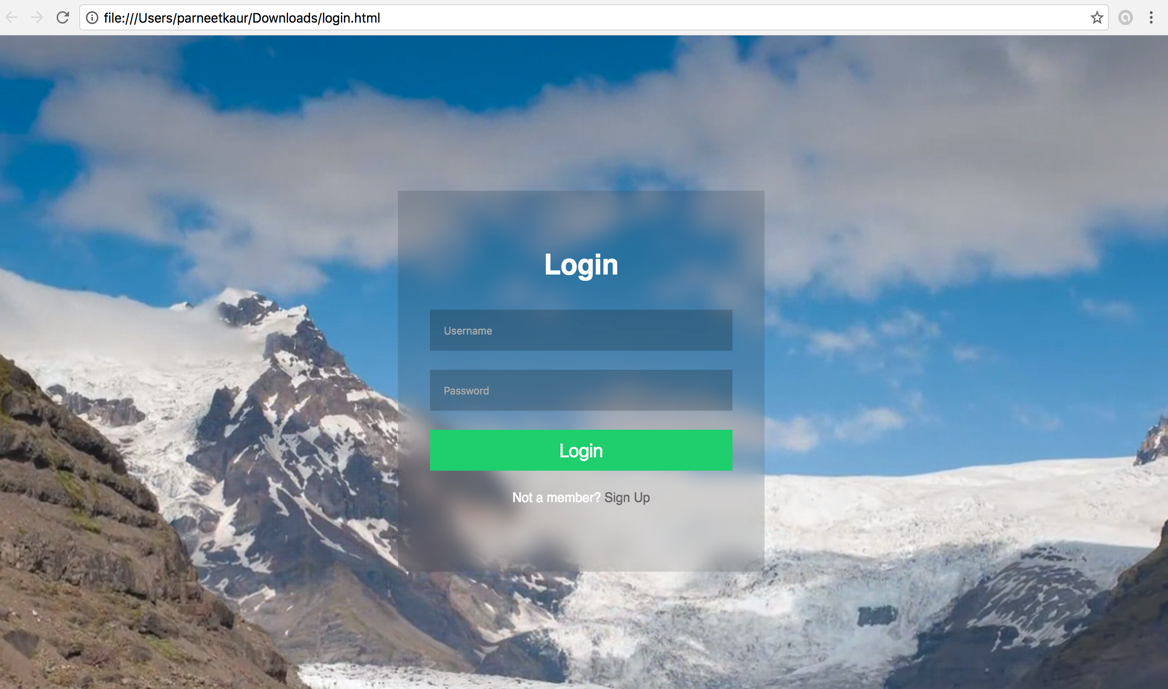 file:///Users/parneetkaur/Downloads/login.html
Login
Username
Password
Login
Not a member? Sign Up